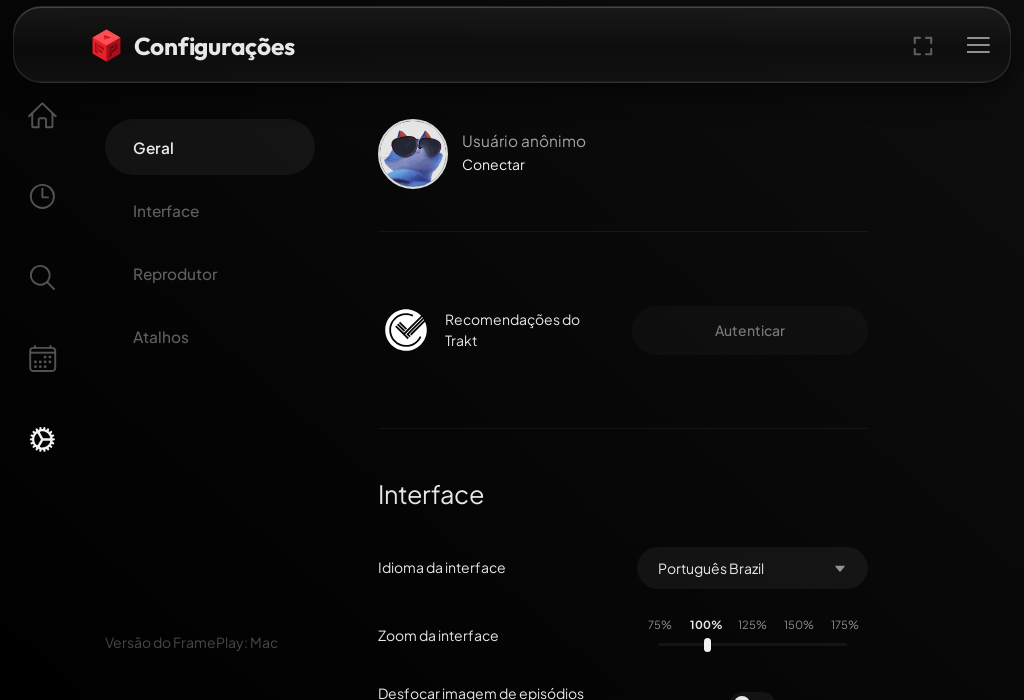 Configurações
Geral
Interface
Reprodutor
Atalhos
Versão do FramePlay: Mac
Usuário anônimo
Conectar
Recomendações do
Trakt
Autenticar
Interface
Idioma da interface
Português Brazil
Zoom da interface
75% 100% 125% 150% 175%
Desfocar imagem de episódios